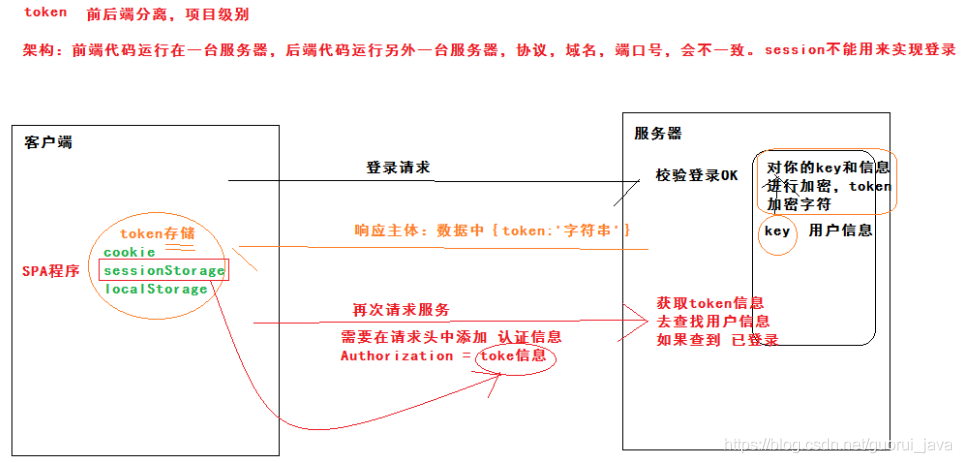 token 前后端分离，项目级别
架构：前端代码运行在一台服务器，后端代码运行另外一台服务器，协议，域名，端口号，会不一致。session不能用来实现登录
客户端
服务器
登录请求
校验登录OK
对你的key和信息
进行加密，token
加密字符
token存储
响应主体：数据中 {token:'字符串'}
key 用户信息
cookie
SPA程序
sessionStorage
localStorage
再次请求服务
获取token信息
去查找用户信息
如果查到 已登录
需要在请求头中添加 认证信息
Authorization = toke信息
https://blog.csdn.net/guorui_java